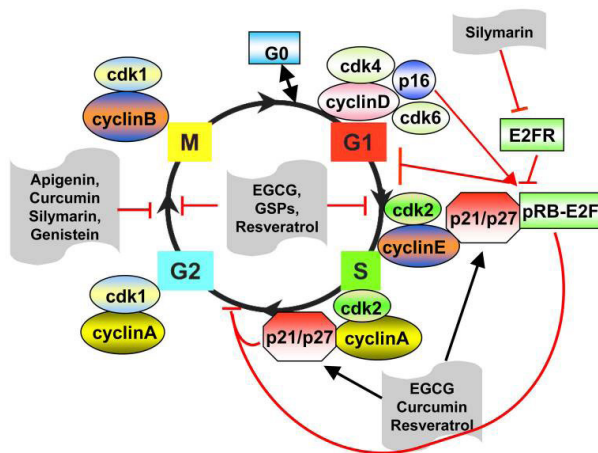 Silymarin
G0
cdk4
cdk1
p16
cyclinD
cyclinB
cdk6
M
G1
E2FR
Apigenin,
Curcumin
Silymarin,
Genistein
EGCG,
GSPs,
Resveratrol
cdk2
p21/p27
pRB-E2F
cyclinE
G2
S
cdk1
cdk2
cyclinA
p21/p27
cyclinA
EGCG
Curcumin
Resveratrol